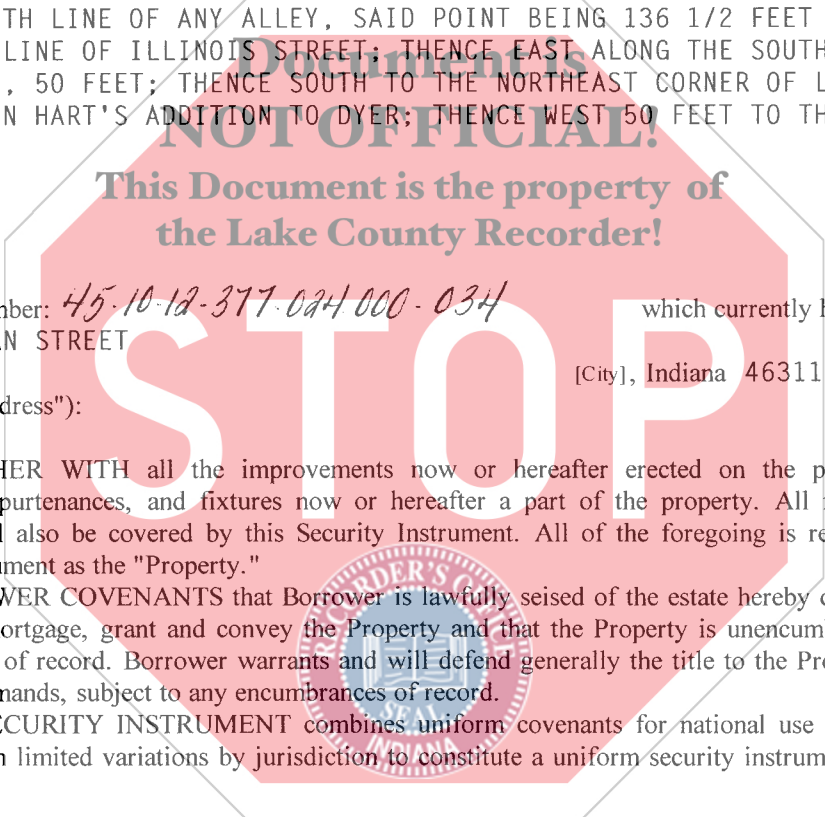 TH LINE OF ANY ALLEY, SAID POINT BEING 136 1/2 FEET
LINE OF ILLINOIS STREET; THENCE EAST ALONG THE SOUTH
, 50 FEET; THENCE SOUTH TO THE NORTHEAST CORNER OF L
N HART'S ADDITION TO DYER; THENCE WEST 50 FEET TO TH
Document is
NOT OFFICIAL!
This Document is the property of
the Lake County Recorder!
nber: 45-10-12-377-024.000-034 which currently h
N STREET
[City], Indiana 46311
dress"):
STOP
HER WITH all the improvements now or hereafter erected on the p
purtenances, and fixtures now or hereafter a part of the property. All
l also be covered by this Security Instrument. All of the foregoing is re
ument as the "Property."
WER COVENANTS that Borrower is lawfully seised of the estate hereby c
ortgage, grant and convey the Property and that the Property is unencumb
of record. Borrower warrants and will defend generally the title to the Pro
mands, subject to any encumbrances of record.
CURITY INSTRUMENT combines uniform covenants for national use
limited variations by jurisdiction to constitute a uniform security instrum
RECORDER'S OFFICE
SEAL
INDIANA